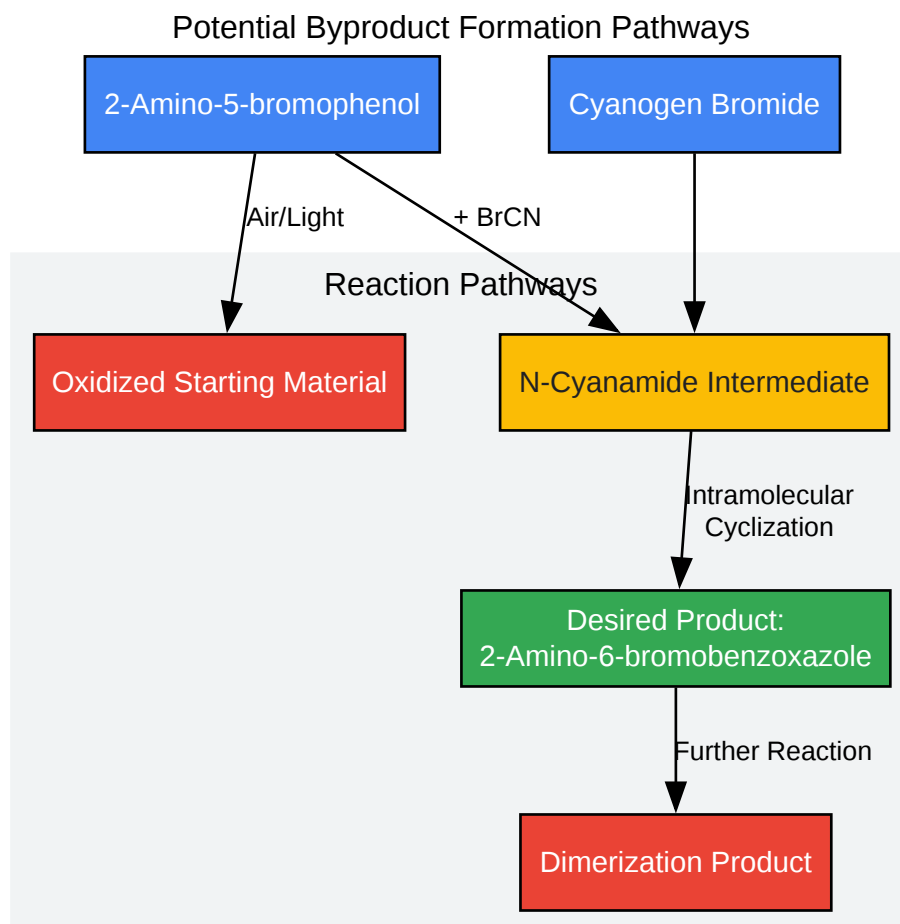 Potential Byproduct Formation Pathways
2-Amino-5-bromophenol
Cyanogen Bromide
Air/Light
+ BrCN
Reaction Pathways
Oxidized Starting Material
N-Cyanamide Intermediate
Intramolecular
Cyclization
Desired Product:
2-Amino-6-bromobenzoxazole
Further Reaction
Dimerization Product